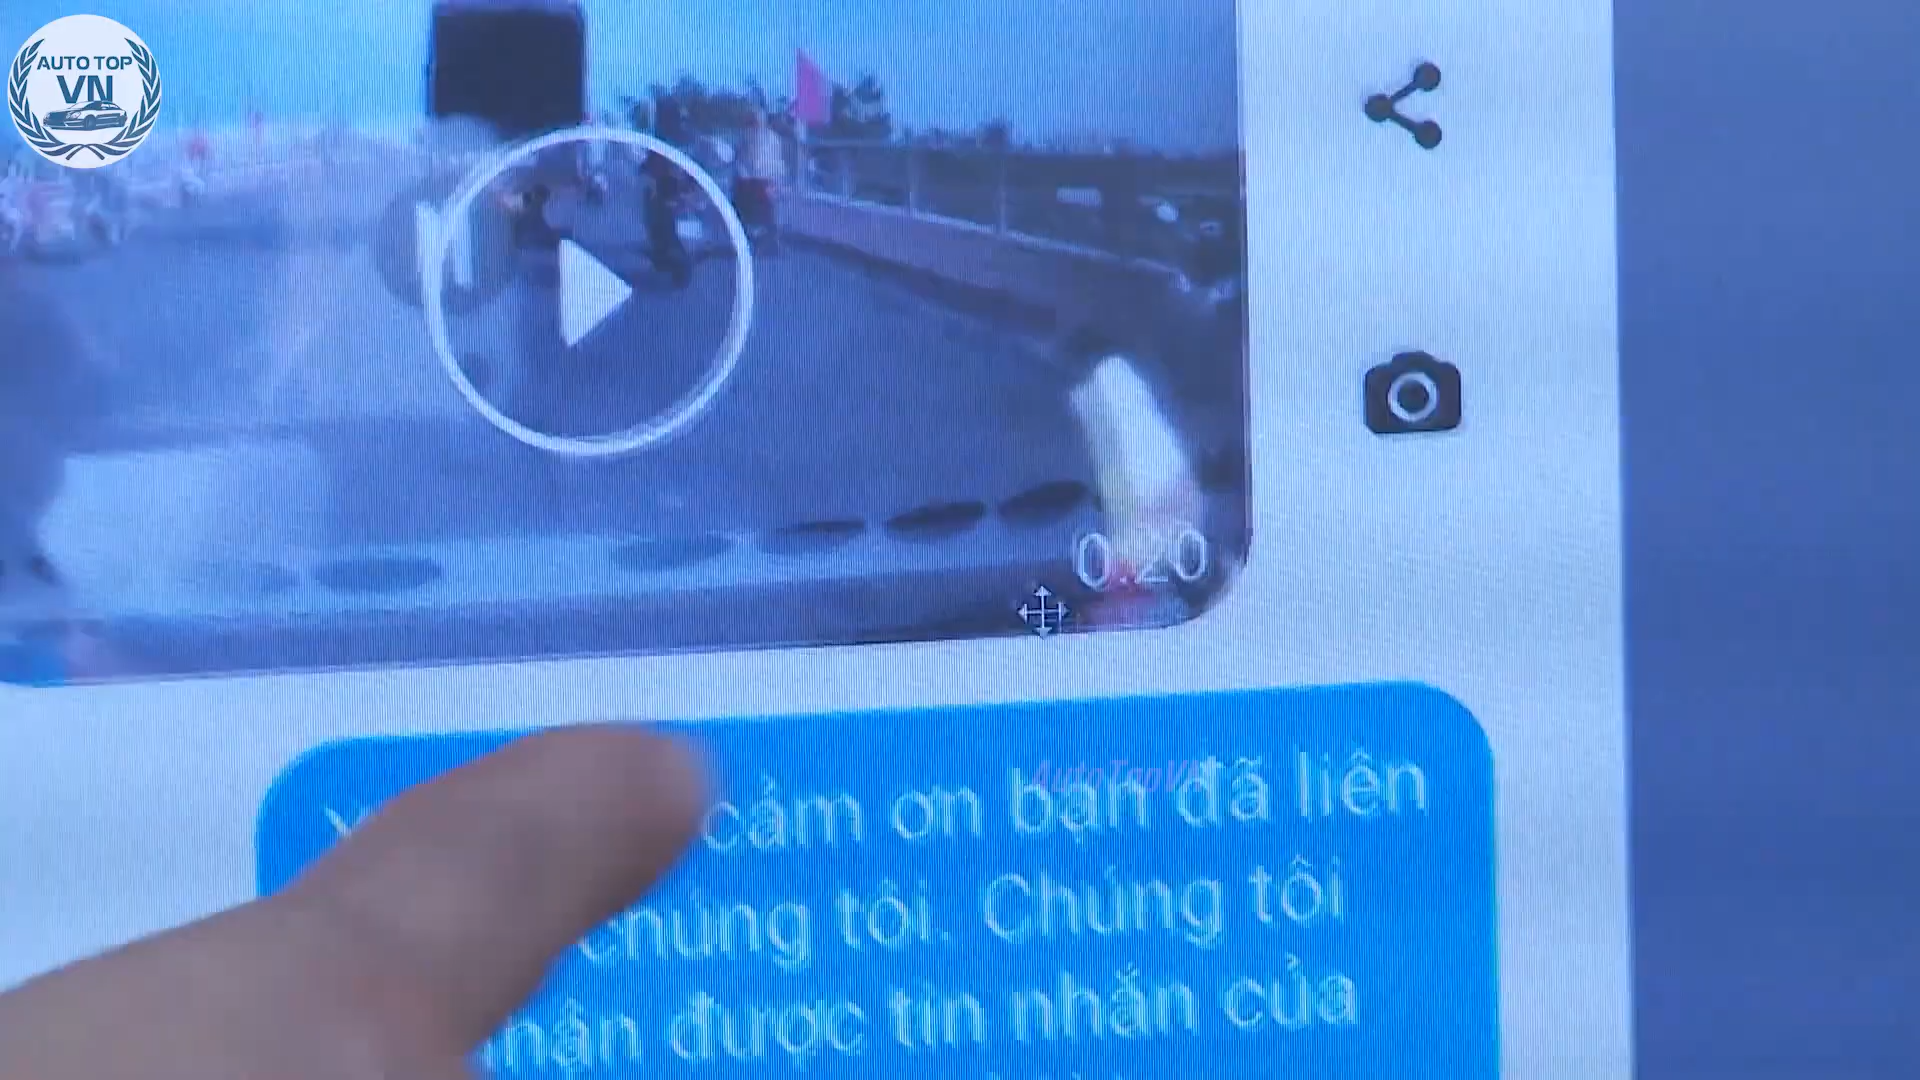 AUTO TOP
VN
0:20
AutoTopVN
cảm ơn bạn đã liên
chúng tôi. Chúng tôi
nhận được tin nhắn của